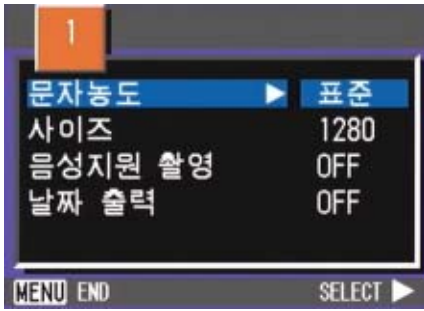 1
문자농도 ▶ 표준
사이즈 1280
음성지원 촬영 OFF
날짜 출력 OFF
MENU END SELECT ▶